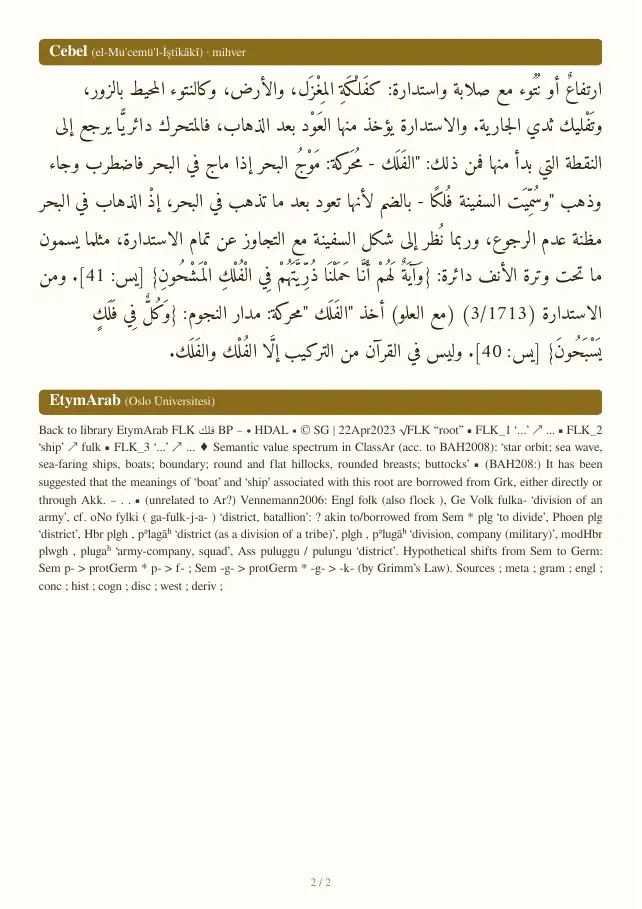 Cebel (el-Mu'cemü'l-İştikâkî) · mihver
ارتفاعٌ أو نُتُوء مع صلابة واستدارة: كفَلْكَةِ المِغْزَل، والأرض، وكالنتوء المحيط بالزور،
وتَفْليك ثدي الجارية. والاستدارة يؤخذ منها العَوْد بعد الذهاب، فالمتحرك دائريًّا يرجع إلى
النقطة التي بدأ منها فمن ذلك: "الفَلَك - مُحَركة: مَوْجُ البحر إذا ماج في البحر فاضطرب وجاء
وذهب "وسُمِّيَت السفينة فُلكًا - بالضم لأنها تعود بعد ما تذهب في البحر، إذْ الذهاب في البحر
مظنة عدم الرجوع، وربما نُظر إلى شكل السفينة مع التجاوز عن تمام الاستدارة، مثلما يسمون
ما تحت وترة الأنف دائرة: {وَآيَةٌ لَهُمْ أَنَّا حَمَلْنَا ذُرِّيَّتَهُمْ فِي الْفُلْكِ الْمَشْحُونِ} [يس: 41]. ومن
الاستدارة (3/1713) (مع العلو) أخذ "الفَلَك "محركة: مدار النجوم: {وَكُلٌّ فِي فَلَكٍ
يَسْبَحُونَ} [يس: 40]. وليس في القرآن من التركيب إلَّا الفُلْك والفَلَك.
EtymArab (Oslo Üniversitesi)
Back to library EtymArab FLK فلك BP – • HDAL • © SG | 22Apr2023 √FLK “root” ▪ FLK_1 ‘...’ ↗ ... ▪ FLK_2
‘ship’ ↗ fulk ▪ FLK_3 ‘...’ ↗ ... ♦ Semantic value spectrum in ClassAr (acc. to BAH2008): ‘star orbit; sea wave,
sea-faring ships, boats; boundary; round and flat hillocks, rounded breasts; buttocks’ ▪ (BAH208:) It has been
suggested that the meanings of ‘boat’ and ‘ship’ associated with this root are borrowed from Grk, either directly or
through Akk. – . . ▪ (unrelated to Ar?) Vennemann2006: Engl folk (also flock ), Ge Volk fulka- ‘division of an
army’, cf. oNo fylki ( ga-fulk-j-a- ) ‘district, batallion’: ? akin to/borrowed from Sem * plg ‘to divide’, Phoen plg
‘district’, Hbr plgh , pᵊlagāʰ ‘district (as a division of a tribe)’, plgh , pᵊlugāʰ ‘division, company (military)’, modHbr
plwgh , plugaʰ ‘army-company, squad’, Ass puluggu / pulungu ‘district’. Hypothetical shifts from Sem to Germ:
Sem p- > protGerm * p- > f- ; Sem -g- > protGerm * -g- > -k- (by Grimm’s Law). Sources ; meta ; gram ; engl ;
conc ; hist ; cogn ; disc ; west ; deriv ;
2 / 2